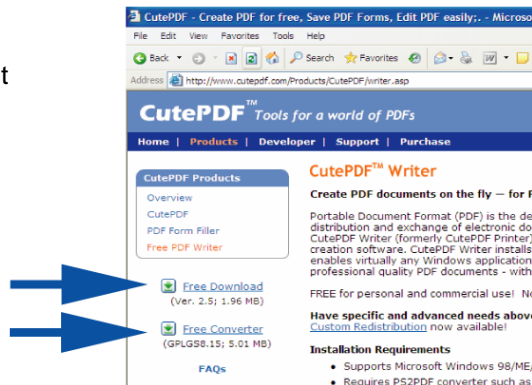 t
CutePDF - Create PDF for free, Save PDF Forms, Edit PDF easily;. - Microso
File Edit View Favorites Tools Help
Back Search Favorites
Address http://www.cutepdf.com/Products/CutePDF/writer.asp
CutePDF™ Tools for a world of PDFs
Home | Products | Developer | Support | Purchase
CutePDF Products
Overview
CutePDF
PDF Form Filler
Free PDF Writer
Free Download
(Ver. 2.5; 1.96 MB)
Free Converter
(GPLGS8.15; 5.01 MB)
FAQs
CutePDF™ Writer
Create PDF documents on the fly — for F
Portable Document Format (PDF) is the de
distribution and exchange of electronic do
CutePDF Writer (formerly CutePDF Printer)
creation software. CutePDF Writer installs
enables virtually any Windows application
professional quality PDF documents - with
FREE for personal and commercial use! No
Have specific and advanced needs above
Custom Redistribution now available!
Installation Requirements
• Supports Microsoft Windows 98/ME/
• Requires PS2PDF converter such as